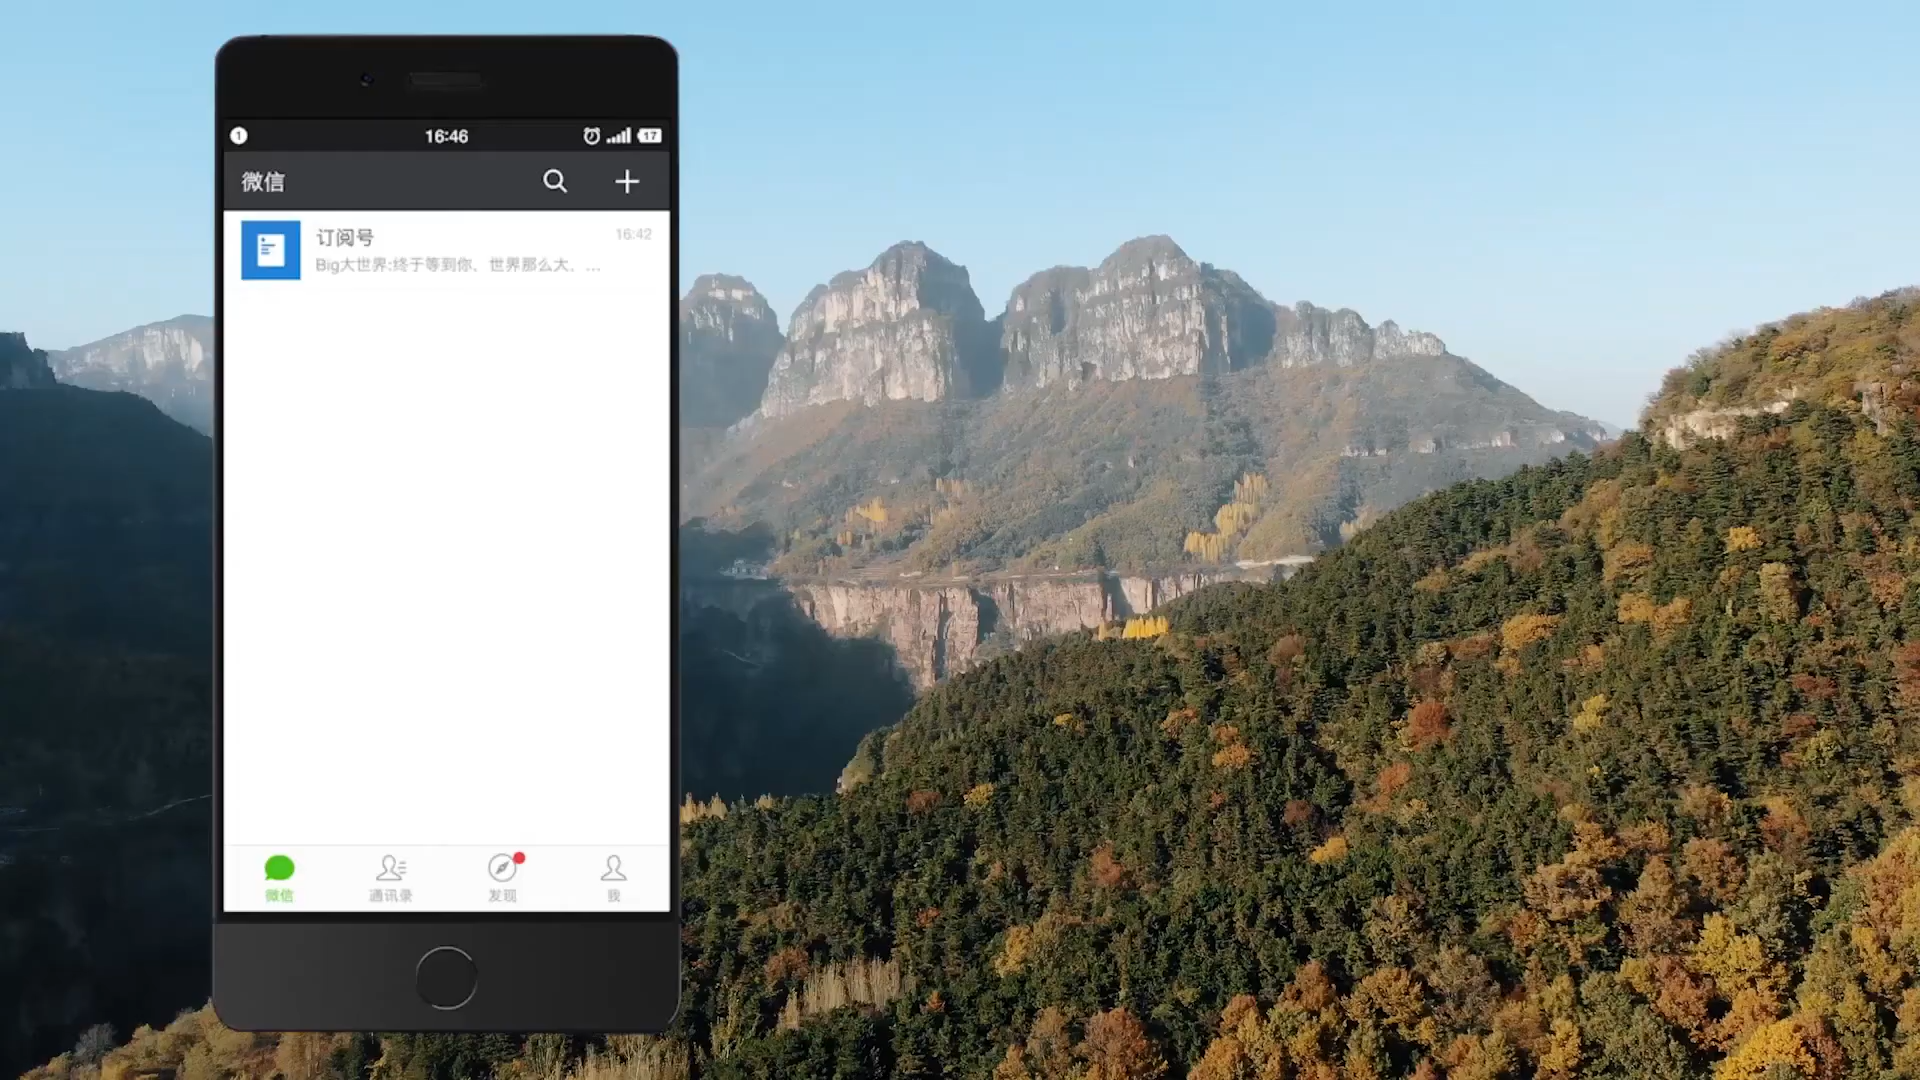 1
16:46
17
微信
订阅号
16:42
Big大世界:终于等到你、世界那么大、...
微信
通讯录
发现
我